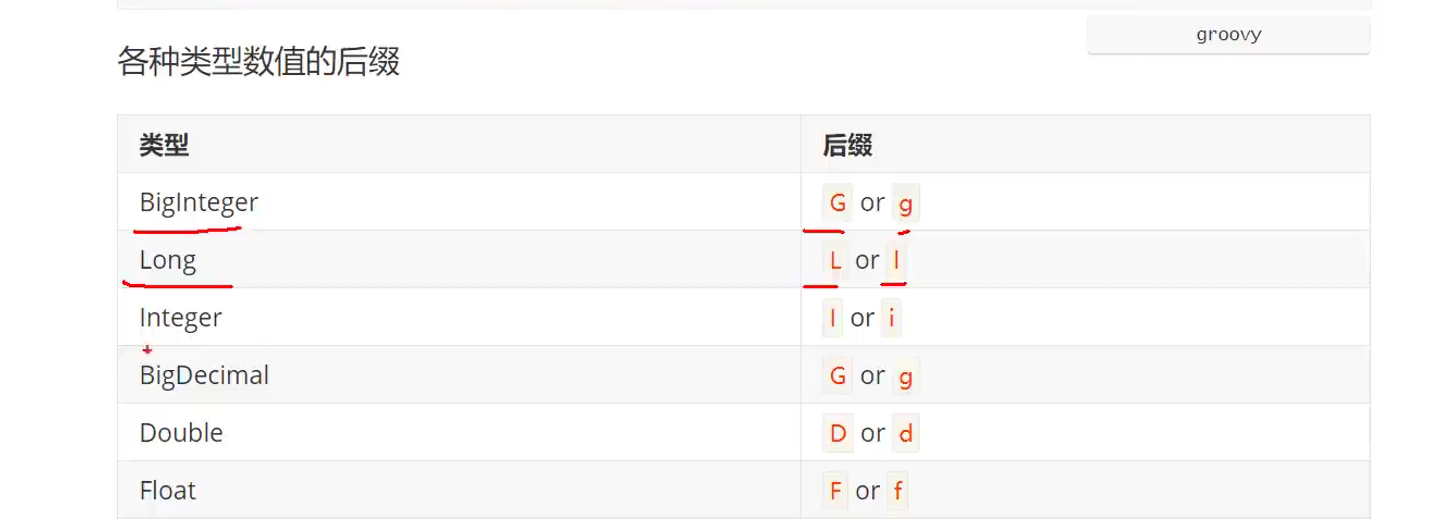 groovy
各种类型数值的后缀
类型 后缀
BigInteger G or g
Long L or l
Integer I or i
BigDecimal G or g
Double D or d
Float F or f